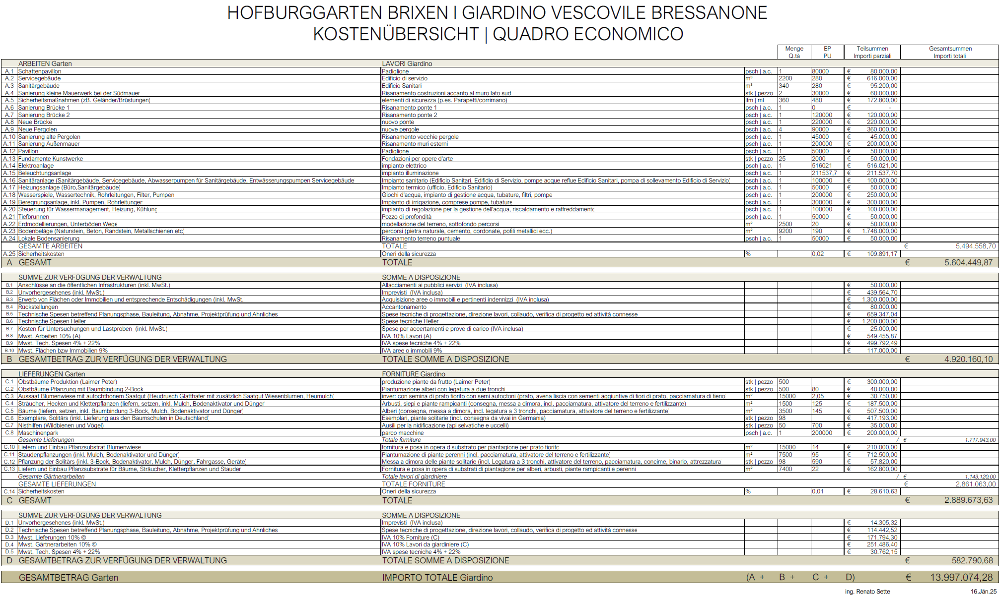 HOFBURGGARTEN BRIXEN I GIARDINO VESCOVILE BRESSANONE
KOSTENÜBERSICHT | QUADRO ECONOMICO
Menge EP Teilsummen Gesamtsummen
Q.tà PU Importi parziali Importi totali
ARBEITEN Garten LAVORI Giardino
A.1 Schattenpavillon Padiglione psch | a.c. 1 80000 € 80.000,00
A.2 Servicegebäude Edificio di servizio m³ 2200 280 € 616.000,00
A.3 Sanitärgebäude Edificio Sanitari m³ 340 280 € 95.200,00
A.4 Sanierung kleine Mauerwerk bei der Südmauer Risanamento costruzioni accanto al muro lato sud stk | pezzo 2 30000 € 60.000,00
A.5 Sicherheitsmaßnahmen (zB. Geländer/Brüstungen) elementi di sicurezza (p.es. Parapetti/corrimano) lfm | ml 360 480 € 172.800,00
A.6 Sanierung Brücke 1 Risanamento ponte 1 psch | a.c. 1 0 € -
A.7 Sanierung Brücke 2 Risanamento ponte 2 psch | a.c. 1 120000 € 120.000,00
A.8 Neue Brücke nuovo ponte psch | a.c. 1 220000 € 220.000,00
A.9 Neue Pergolen nuove pergole psch | a.c. 4 90000 € 360.000,00
A.10 Sanierung alte Pergolen Risanamento vecchie pergole psch | a.c. 1 45000 € 45.000,00
A.11 Sanierung Außenmauer Risanamento muri esterni psch | a.c. 1 200000 € 200.000,00
A.12 Pavillon Padiglione psch | a.c. 1 50000 € 50.000,00
A.13 Fundamente Kunstwerke Fondazioni per opere d'arte stk | pezzo 25 2000 € 50.000,00
A.14 Elektroanlage impianto elettrico psch | a.c. 1 516021 € 516.021,00
A.15 Beleuchtungsanlage impianto illuminazione psch | a.c. 1 211537,7 € 211.537,70
A.16 Sanitäranlage (Sanitärgebäude, Servicegebäude, Abwasserpumpen für Sanitärgebäude, Entwässerungspumpen Servicegebäude Impianto sanitario (Edificio Sanitari, Edifidio di Servizio, pompe acque reflue Edificio Sanitari, pompa di sollevamento Edificio di Servizio) psch | a.c. 1 100000 € 100.000,00
A.17 Heizungsanlage (Büro,Sanitärgebäude) Impianto termico (ufficio, Edificio Sanitario) psch | a.c. 1 50000 € 50.000,00
A.18 Wasserspiele, Wassertechnik, Rohrleitungen, Filter, Pumpen Giochi d'acqua, impianto di gestione acqua, tubature, filtri, pompe psch | a.c. 1 200000 € 250.000,00
A.19 Beregnungsanlage, inkl. Pumpen, Rohrleitunger Impianto di irrigazione, comprese pompe, tubature psch | a.c. 1 300000 € 300.000,00
A.20 Steuerung für Wassermanagement, Heizung, Kühlung impianto di regolazione per la gestione dell'acqua, riscaldamento e raffreddamento psch | a.c. 1 100000 € 100.000,00
A.21 Tiefbrunnen Pozzo di profondità psch | a.c. 1 50000 € 50.000,00
A.22 Erdmodellierungen, Unterböden Wege modellazione del terreno, sottofondo percorsi m² 2500 20 € 50.000,00
A.23 Bodenbeläge (Naturstein, Beton, Randstein, Metallschienen etc) percorsi (pietra naturale, cemento, cordonate, pofili metallici ecc.) m² 9200 190 € 1.748.000,00
A.24 Lokale Bodensanierung Risanamento terreno puntuale psch | a.c. 1 50000 € 50.000,00
GESAMTE ARBEITEN TOTALE € 5.494.558,70
A.25 Sicherheitskosten Oneri della sicurezza % 0,02 € 109.891,17
A GESAMT TOTALE € 5.604.449,87
SUMME ZUR VERFÜGUNG DER VERWALTUNG SOMME A DISPOSIZIONE
B.1 Anschlüsse an die öffentlichen Infrastrukturen (inkl. MwSt.) Allacciamenti ai pubblici servizi (IVA inclusa) € 50.000,00
B.2 Unvorhergesehenes (inkl. MwSt.) Imprevisti (IVA inclusa) € 439.564,70
B.3 Erwerb von Flächen oder Immobilien und entsprechende Entschädigungen (inkl. MwSt. Acquisizione aree o immobili e pertinenti indennizzi (IVA inclusa) € 1.300.000,00
B.4 Rückstellungen Accantonamento € 80.000,00
B.5 Technische Spesen betreffend Planungsphase, Bauleitung, Abnahme, Projektprüfung und Ähnliches Spese tecniche di progettazione, direzione lavori, collaudo, verifica di progetto ed attività connesse € 659.347,04
B.6 Technische Spesen Heller Spese tecniche Heller € 1.200.000,00
B.7 Kosten für Untersuchungen und Lastproben (inkl. MwSt.) Spese per accertamenti e prove di carico (IVA inclusa) € 25.000,00
B.8 Mwst. Arbeiten 10% (A) IVA 10% Lavori (A) € 549.455,87
B.9 Mwst. Tech. Spesen 4% + 22% IVA spese tecniche 4% + 22% € 499.792,49
B.10 Mwst. Flächen bzw Immobilien 9% IVA aree o immobili 9% € 117.000,00
B GESAMTBETRAG ZUR VERFÜGUNG DER VERWALTUNG TOTALE SOMME A DISPOSIZIONE € 4.920.160,10
LIEFERUNGEN Garten FORNITURE Giardino
C.1 Obstbäume Produktion (Laimer Peter) produzione piante da frutto (Laimer Peter) stk | pezzo 500 € 300.000,00
C.2 Obstbäume Pflanzung mit Baumbindung 2-Bock Piantumazione alberi con legatura a due tronchi stk | pezzo 500 80 € 40.000,00
C.3 Aussaat Blumenwiese mit autochthonem Saatgut (Heudrusch Glatthafer mit zusätzlich Saatgut Wiesenblumen, Heumulch) inver: con semina di prato fiorito con semi autoctoni (prato, avena liscia con sementi aggiuntive di fiori di prato, pacciamatura di fieno m² 15000 2,05 € 30.750,00
C.4 Sträucher, Hecken und Kletterpflanzen (liefern, setzen, inkl. Mulch, Bodenaktivator und Dünger Arbusti, siepi e piante rampicanti (consegna, messa a dimora, incl. pacciamatura, attivatore del terreno e fertilizzante) m² 1500 125 € 187.500,00
C.5 Bäume (liefern, setzen, inkl. Baumbindung 3-Bock, Mulch, Bodenaktivator und Dünger Alberi (consegna, messa a dimora, incl. legatura a 3 tronchi, pacciamatura, attivatore del terreno e fertilizzante m² 3500 145 € 507.500,00
C.6 Exemplare, Solitärs (inkl. Lieferung aus den Baumschulen in Deutschland Esemplari, piante solitarie (incl. consegna da vivai in Germania) stk | pezzo 98 € 417.193,00
C.7 Nisthilfen (Wildbienen und Vögel) Ausili per la nidificazione (api selvatiche e uccelli) stk | pezzo 50 700 € 35.000,00
C.8 Maschinenpark parco macchine psch | a.c. 1 200000 € 200.000,00
Gesamte Lieferungen Totale forniture / € 1.717.943,00
C.10 Liefern und Einbau Pflanzsubstrat Blumenwiese fornitura e posa in opera d substrato per piantagione per prato fiorito m² 15000 14 € 210.000,00
C.11 Staudenpflanzungen (inkl. Mulch, Bodenaktivator und Dünger) Piantumazione di piante perenni (incl. pacciamatura, attivatore del terreno e fertilizzante m² 7500 95 € 712.500,00
C.12 Pflanzung der Solitärs (inkl. 3-Bock, Bodenaktivator, Mulch, Dünger, Fahrgasse, Geräte Messa a dimora delle piante solitarie (incl. Legatura a 3 tronchi, attivatore del terreno, pacciamatura, concime, binario, attrezzatura stk | pezzo 98 590 € 57.820,00
C.13 Liefern und Einbau Pflanzsubstrate für Bäume, Sträucher, Kletterpflanzen und Stauder Fornitura e posa in opera di substrati di piantagione per alberi, arbusti, piante rampicanti e perenni m² 7400 22 € 162.800,00
Gesamte Gärtnerarbeiten Totale lavori di giardniere / € 1.143.120,00
GESAMTE LIEFERUNGEN TOTALE FORNITURE € 2.861.063,00
C.14 Sicherheitskosten Oneri della sicurezza % 0,01 € 28.610,63
C GESAMT TOTALE € 2.889.673,63
SUMME ZUR VERFÜGUNG DER VERWALTUNG SOMME A DISPOSIZIONE
D.1 Unvorhergesehenes (inkl. MwSt.) Imprevisti (IVA inclusa) € 14.305,32
D.2 Technische Spesen betreffend Planungsphase, Bauleitung, Abnahme, Projektprüfung und Ähnliches Spese tecniche di progettazione, direzione lavori, collaudo, verifica di progetto ed attività connesse € 114.442,52
D.3 Mwst. Lieferungen 10% © IVA 10% Forniture (C) € 171.794,30
D.4 Mwst. Gärtnerarbeiten 10% © IVA 10% Lavori da giardiniere (C) € 251.486,40
D.5 Mwst. Tech. Spesen 4% + 22% IVA spese tecniche 4% + 22% € 30.762,15
D GESAMTBETRAG ZUR VERFÜGUNG DER VERWALTUNG TOTALE SOMME A DISPOSIZIONE € 582.790,68
GESAMTBETRAG Garten IMPORTO TOTALE Giardino (A + B + C + D) € 13.997.074,28
ing. Renato Sette 16.Jän.25